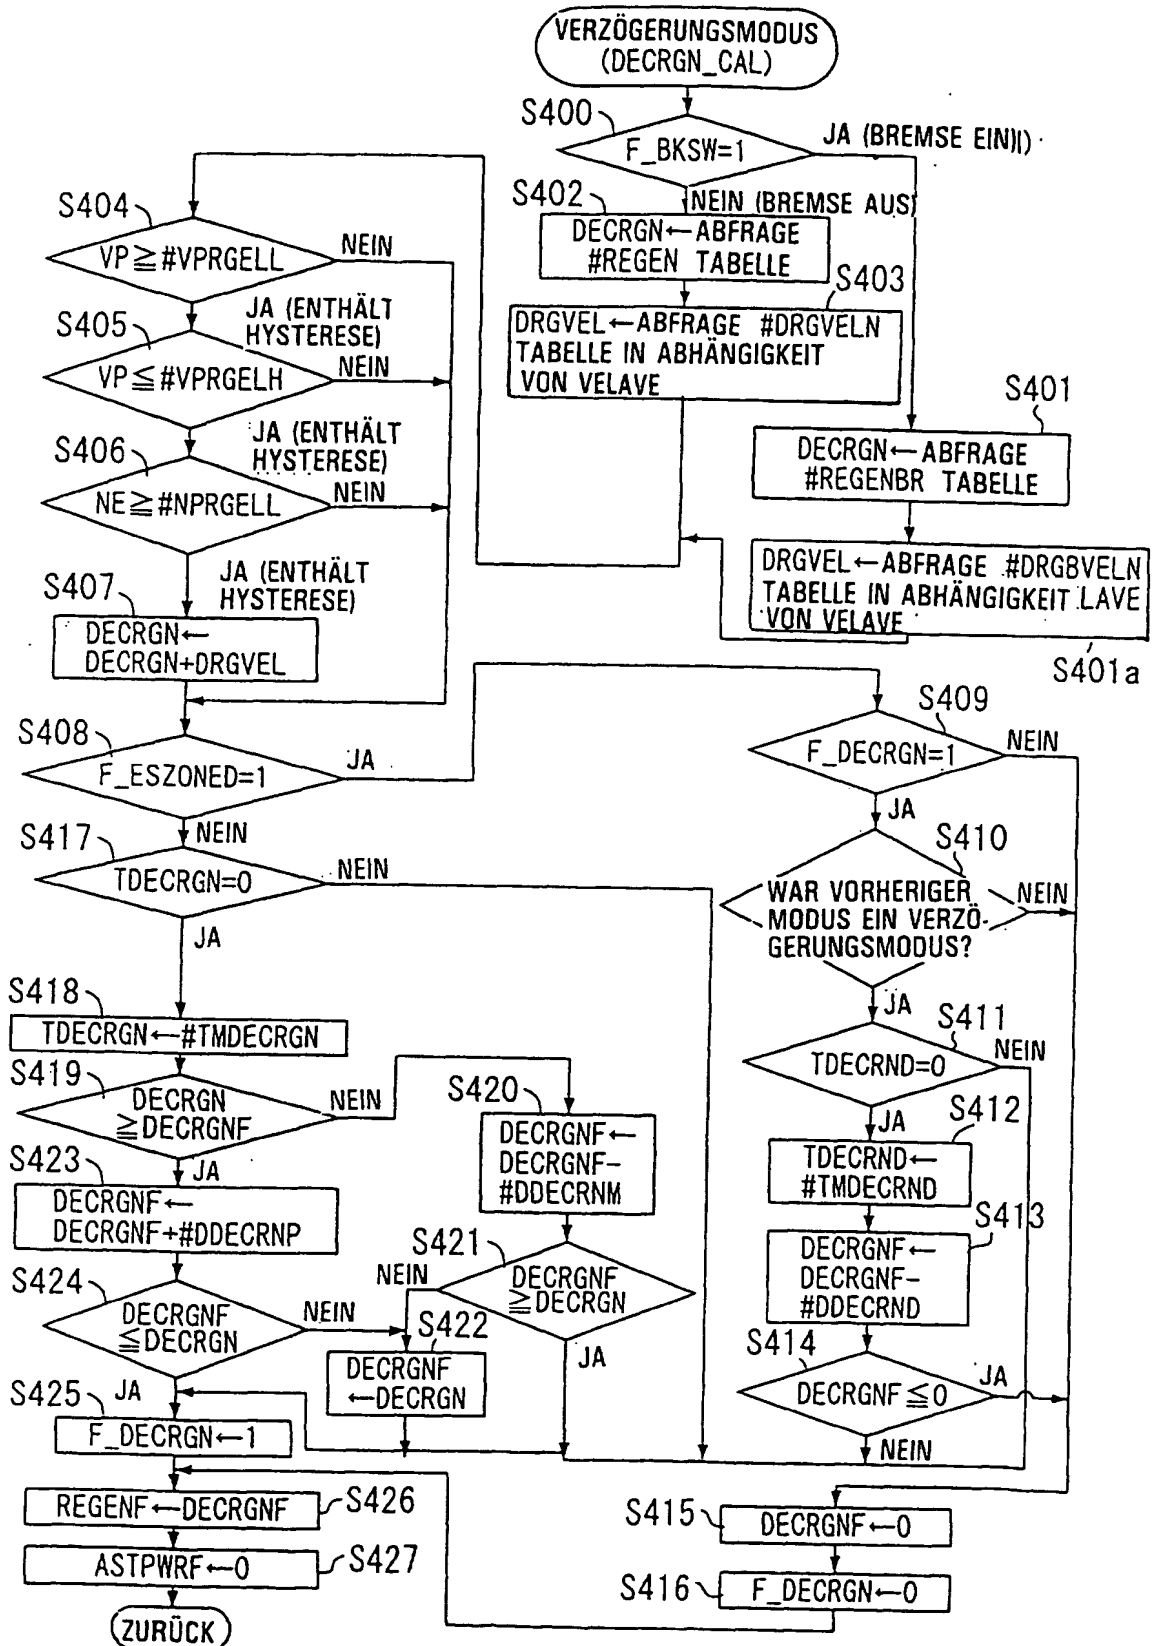 VERZÖGERUNGSMODUS
(DECRGN_CAL)
S400
F_BKSW=1
JA (BREMSE EIN)|)
NEIN (BREMSE AUS)
S402
DECRGN←ABFRAGE
#REGEN TABELLE
S403
DRGVEL←ABFRAGE #DRGVELN
TABELLE IN ABHÄNGIGKEIT
VON VELAVE
S401
DECRGN←ABFRAGE
#REGENBR TABELLE
DRGVEL←ABFRAGE #DRGBVELN
TABELLE IN ABHÄNGIGKEIT LAVE
VON VELAVE
S401a
S404
VP≧#VPRGELL
NEIN
JA (ENTHÄLT
HYSTERESE)
S405
VP≦#VPRGELH
NEIN
JA (ENTHÄLT
HYSTERESE)
S406
NE≧#NPRGELL
NEIN
JA (ENTHÄLT
HYSTERESE)
S407
DECRGN←
DECRGN+DRGVEL
S408
F_ESZONED=1
JA
NEIN
S409
F_DECRGN=1
NEIN
JA
S410
WAR VORHERIGER
MODUS EIN VERZÖ-
GERUNGSMODUS?
NEIN
JA
S411
TDECRND=0
NEIN
JA
S412
TDECRND←
#TMDECRND
S413
DECRGNF←
DECRGNF-
#DDECRND
S414
DECRGNF≦0
JA
NEIN
S415
DECRGNF←0
S416
F_DECRGN←0
S417
TDECRGN=0
NEIN
JA
S418
TDECRGN←#TMDECRGN
S419
DECRGN
≧DECRGNF
NEIN
JA
S420
DECRGNF←
DECRGNF-
#DDECRNM
S421
DECRGNF
≧DECRGN
NEIN
JA
S422
DECRGNF
←DECRGN
S423
DECRGNF←
DECRGNF+#DDECRNP
S424
DECRGNF
≦DECRGN
NEIN
JA
S425
F_DECRGN←1
REGENF←DECRGNF
S426
ASTPWRF←0
S427
ZURÜCK